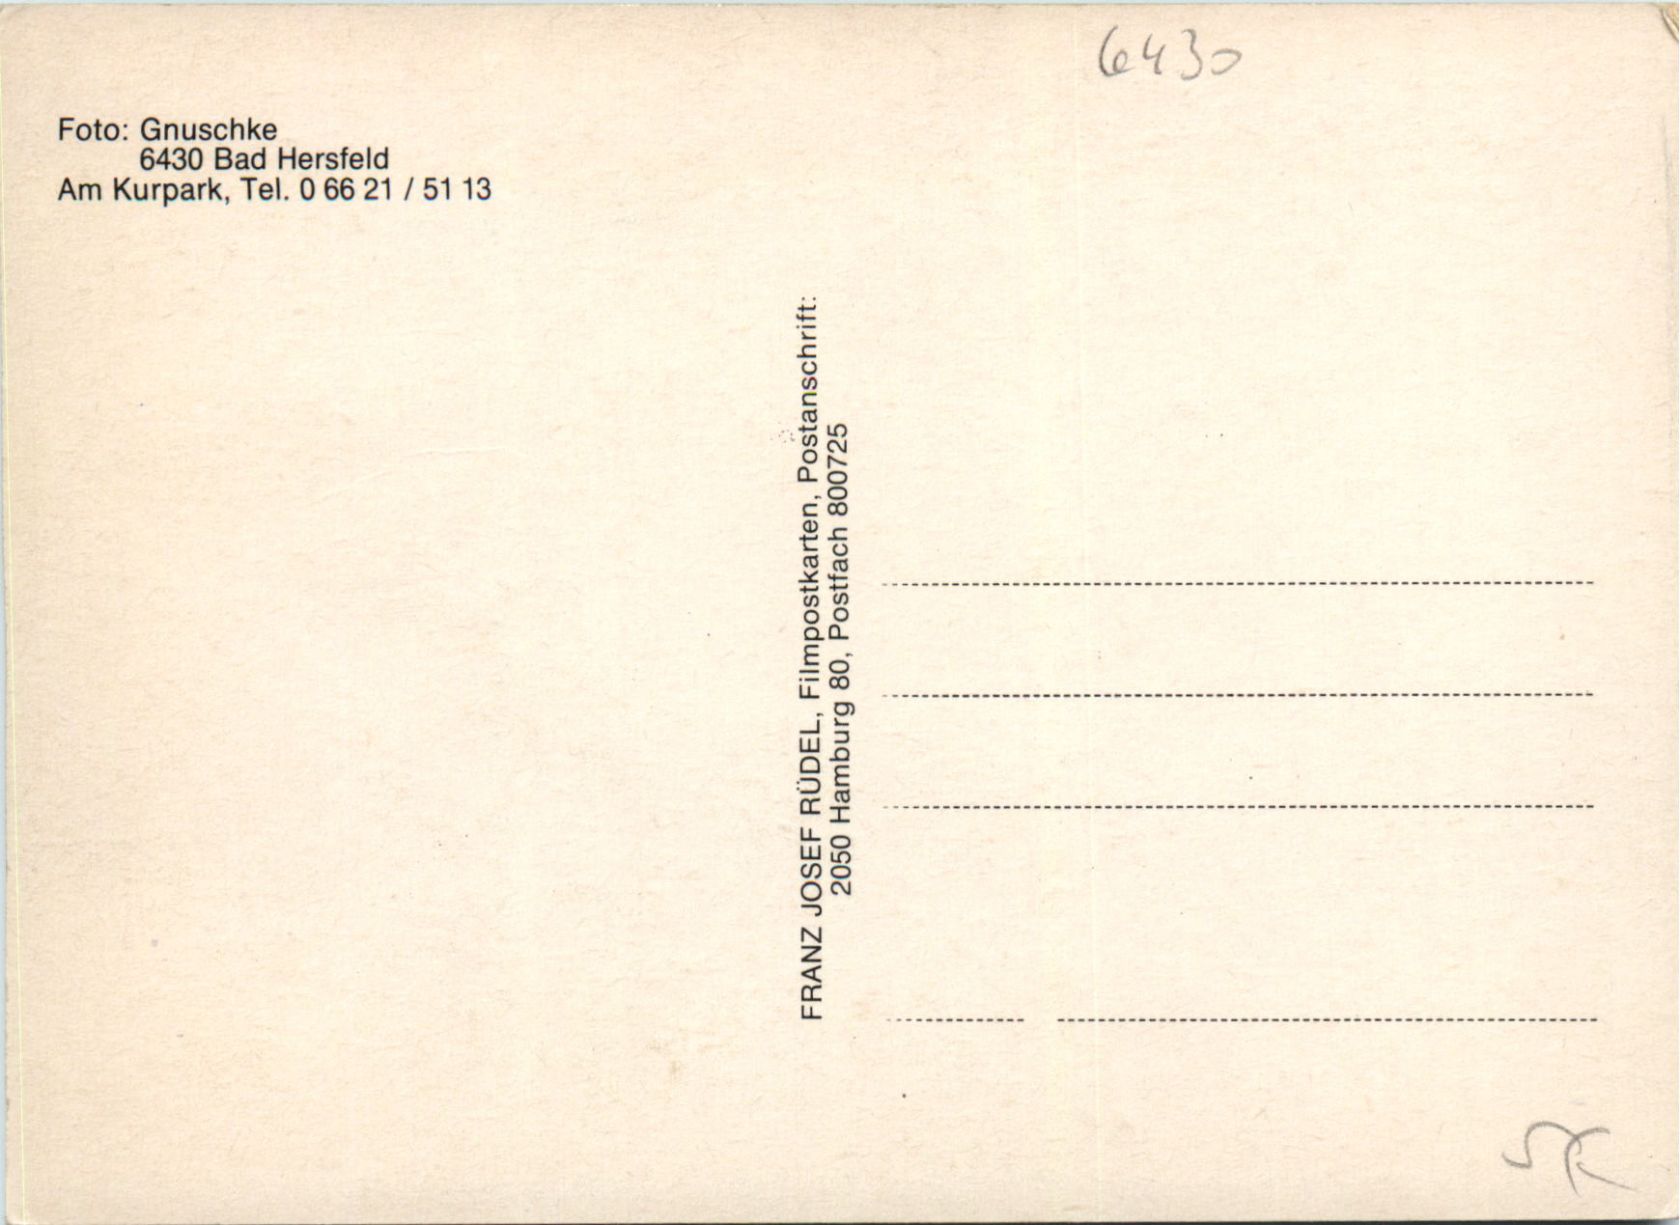 6430
Foto: Gnuschke
6430 Bad Hersfeld
Am Kurpark, Tel. 0 66 21 / 51 13
FRANZ JOSEF RÜDEL, Filmpostkarten, Postanschrift:
2050 Hamburg 80, Postfach 800725